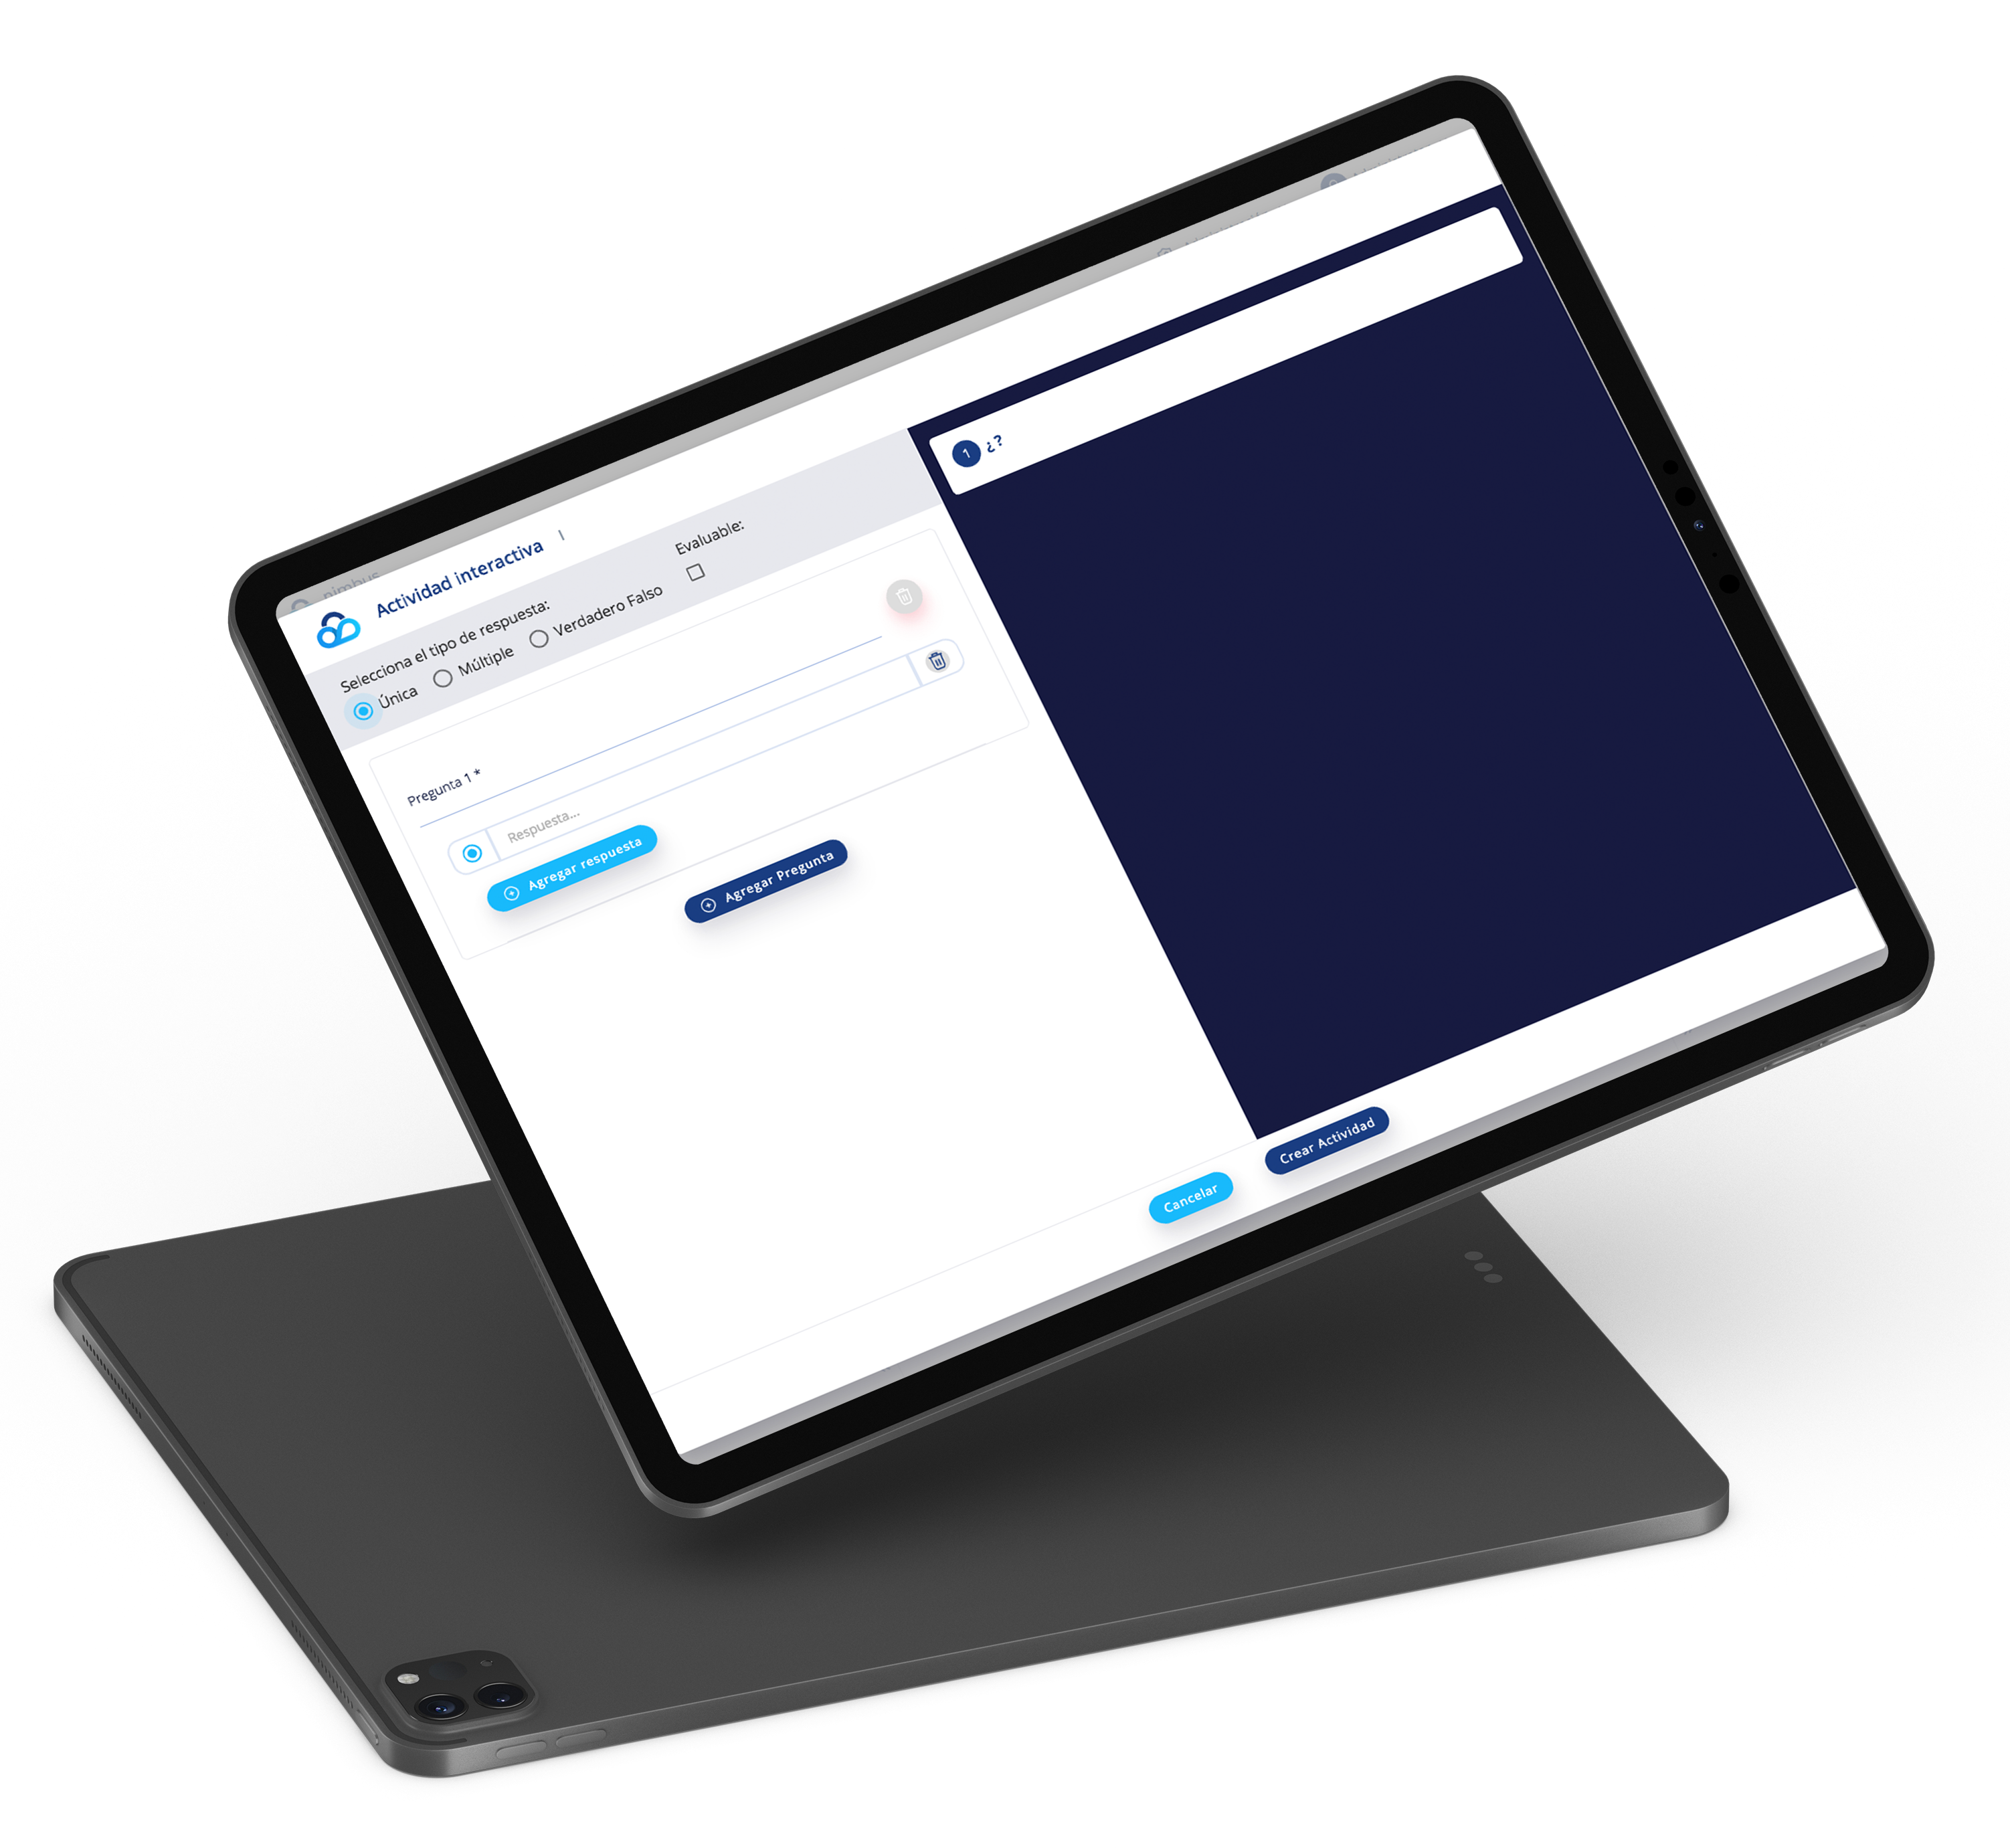 nimbus
Actividad interactiva |
Selecciona el tipo de respuesta:
Única Múltiple Verdadero Falso
Evaluable:
Pregunta 1 *
Respuesta...
Agregar respuesta
Agregar Pregunta
1 ¿?
Cancelar
Crear Actividad